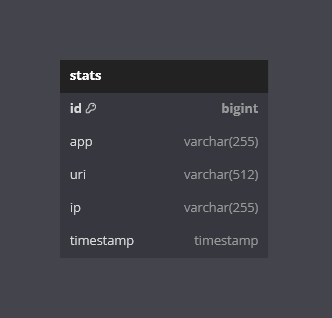 stats
id bigint
app varchar(255)
uri varchar(512)
ip varchar(255)
timestamp timestamp